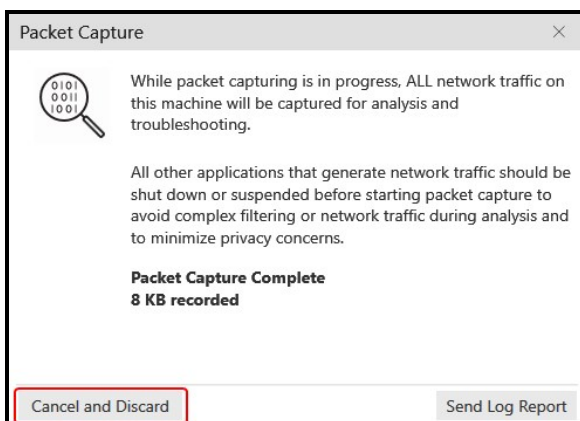 Packet Capture
0101
0011
1001
While packet capturing is in progress, ALL network traffic on
this machine will be captured for analysis and
troubleshooting.
All other applications that generate network traffic should be
shut down or suspended before starting packet capture to
avoid complex filtering or network traffic during analysis and
to minimize privacy concerns.
Packet Capture Complete
8 KB recorded
Cancel and Discard
Send Log Report